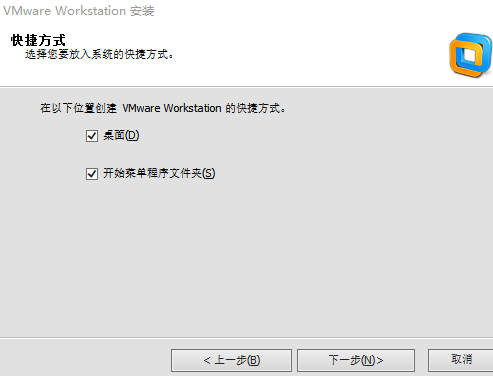 VMware Workstation 安装
快捷方式
选择您要放入系统的快捷方式。
在以下位置创建 VMware Workstation 的快捷方式。
桌面(D)
开始菜单程序文件夹(S)
< 上一步(B) 下一步(N)> 取消